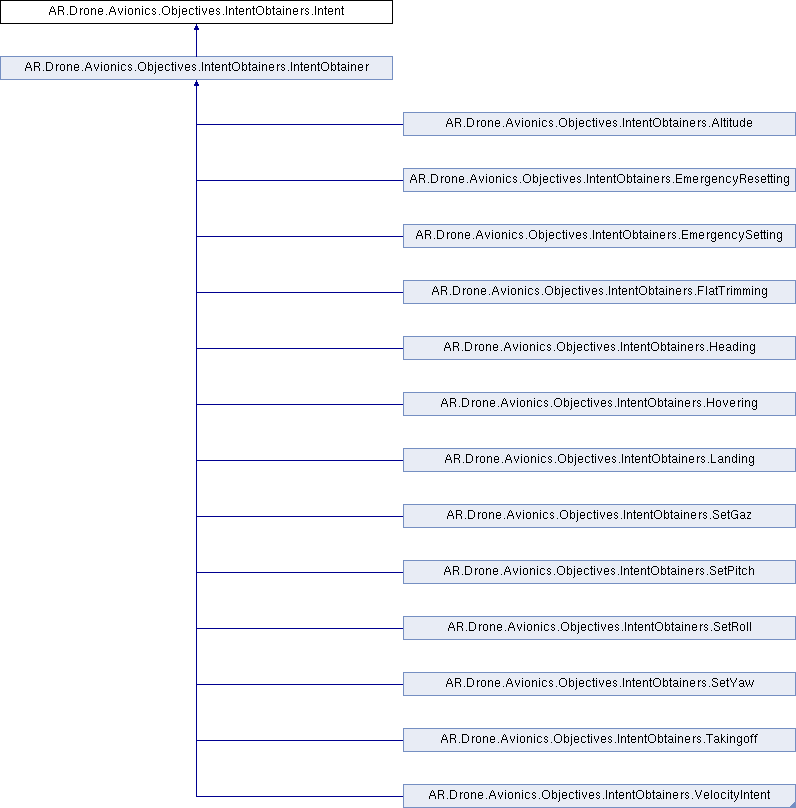 AR.Drone.Avionics.Objectives.IntentObtainers.Intent
AR.Drone.Avionics.Objectives.IntentObtainers.IntentObtainer
AR.Drone.Avionics.Objectives.IntentObtainers.Altitude
AR.Drone.Avionics.Objectives.IntentObtainers.EmergencyResetting
AR.Drone.Avionics.Objectives.IntentObtainers.EmergencySetting
AR.Drone.Avionics.Objectives.IntentObtainers.FlatTrimming
AR.Drone.Avionics.Objectives.IntentObtainers.Heading
AR.Drone.Avionics.Objectives.IntentObtainers.Hovering
AR.Drone.Avionics.Objectives.IntentObtainers.Landing
AR.Drone.Avionics.Objectives.IntentObtainers.SetGaz
AR.Drone.Avionics.Objectives.IntentObtainers.SetPitch
AR.Drone.Avionics.Objectives.IntentObtainers.SetRoll
AR.Drone.Avionics.Objectives.IntentObtainers.SetYaw
AR.Drone.Avionics.Objectives.IntentObtainers.Takingoff
AR.Drone.Avionics.Objectives.IntentObtainers.VelocityIntent